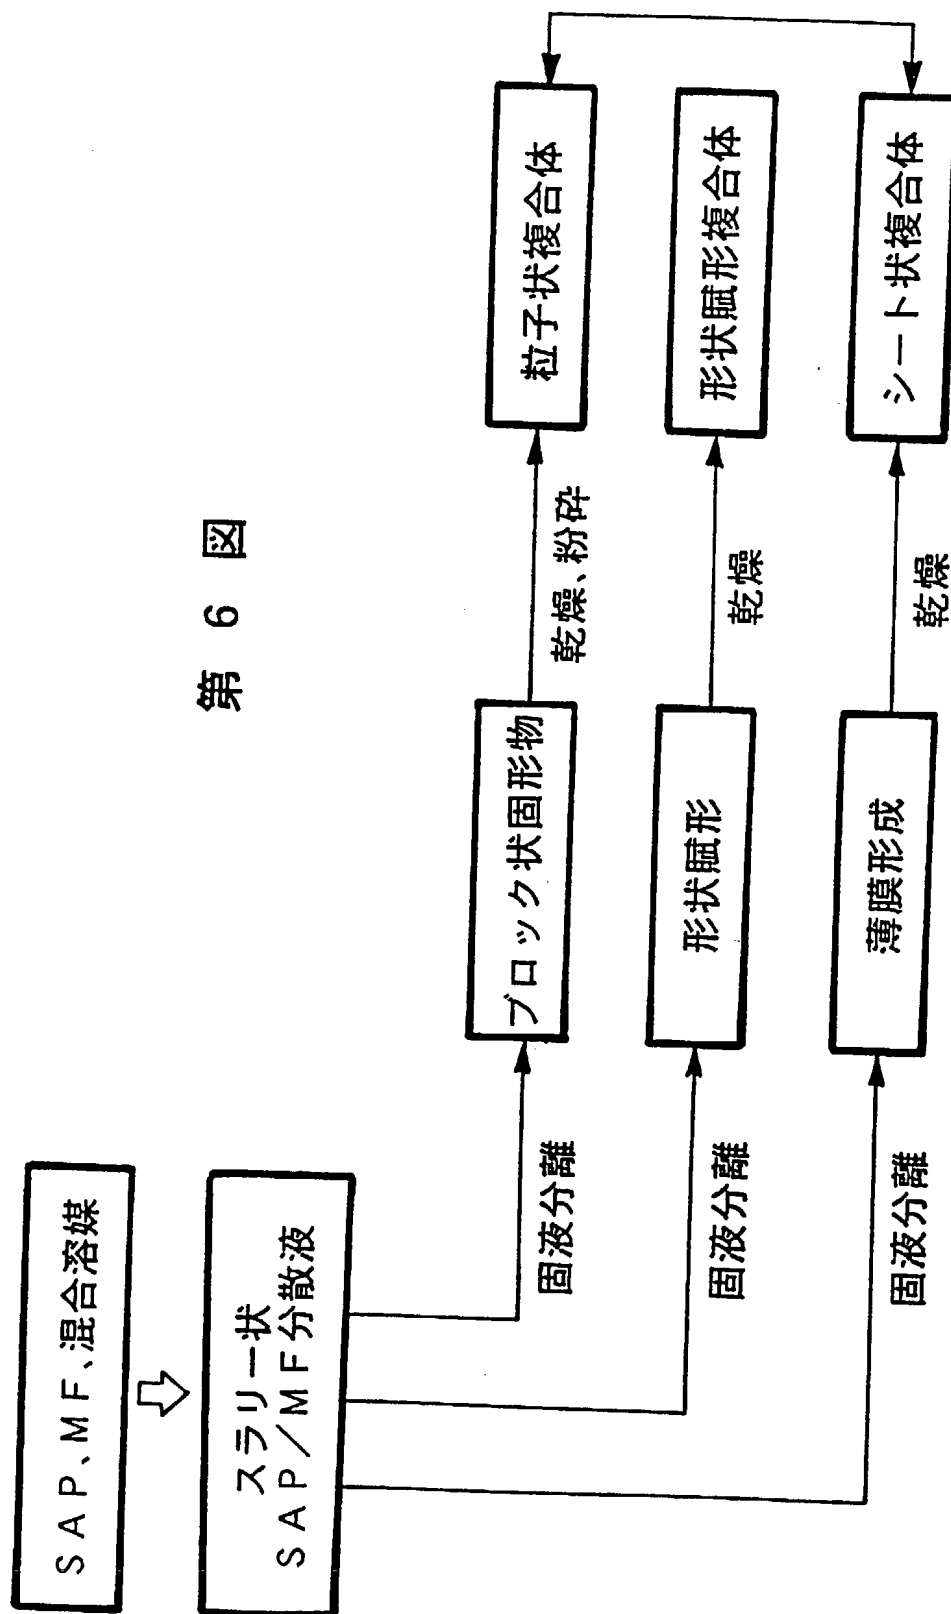 第6図
SAP、MF、混合溶媒
スラリー状
SAP/MF分散液
固液分離
ブロック状固形物
乾燥、粉砕
粒子状複合体
固液分離
形状賦形
乾燥
形状賦形複合体
固液分離
薄膜形成
乾燥
シート状複合体